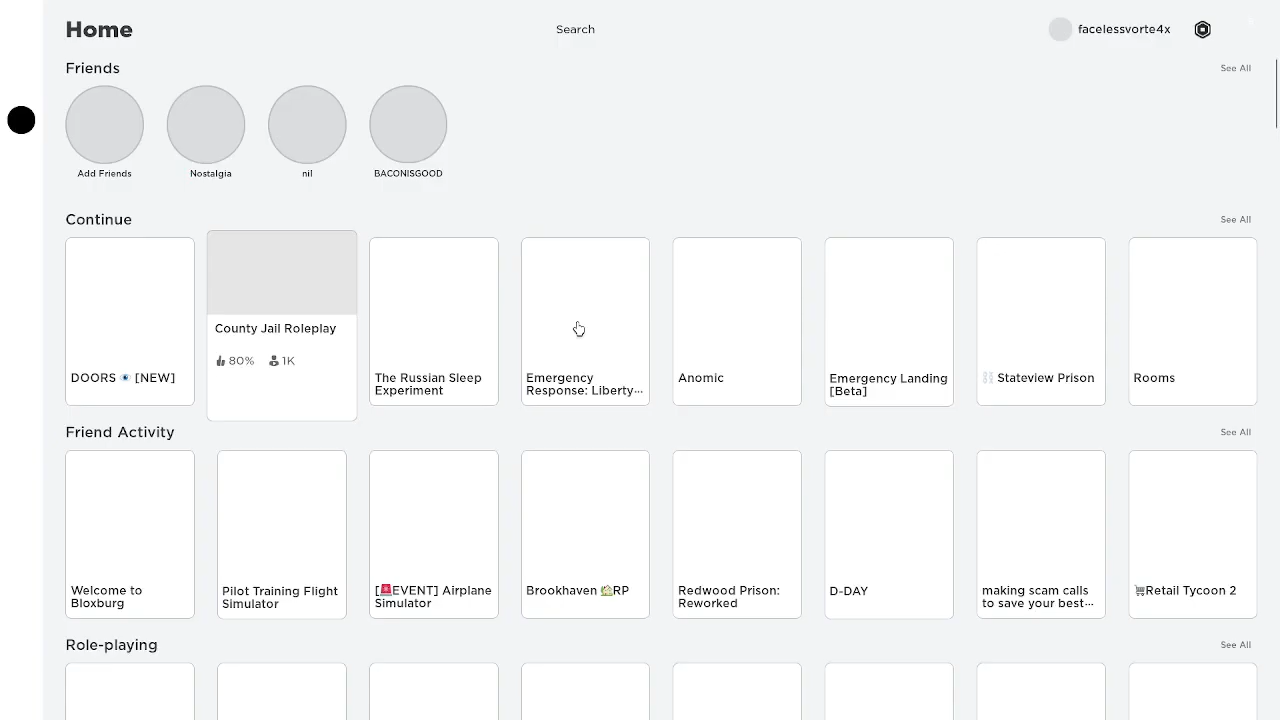 Home
Search
facelessvorte4x
Friends
See All
Add Friends
Nostalgia
nil
BACONISGOOD
Continue
See All
DOORS 👁️ [NEW]
County Jail Roleplay
80%
1K
The Russian Sleep
Experiment
Emergency
Response: Liberty...
Anomic
Emergency Landing
[Beta]
⛓️ Stateview Prison
Rooms
Friend Activity
See All
Welcome to
Bloxburg
Pilot Training Flight
Simulator
[🚨EVENT] Airplane
Simulator
Brookhaven 🏡RP
Redwood Prison:
Reworked
D-DAY
making scam calls
to save your best...
🛒Retail Tycoon 2
Role-playing
See All